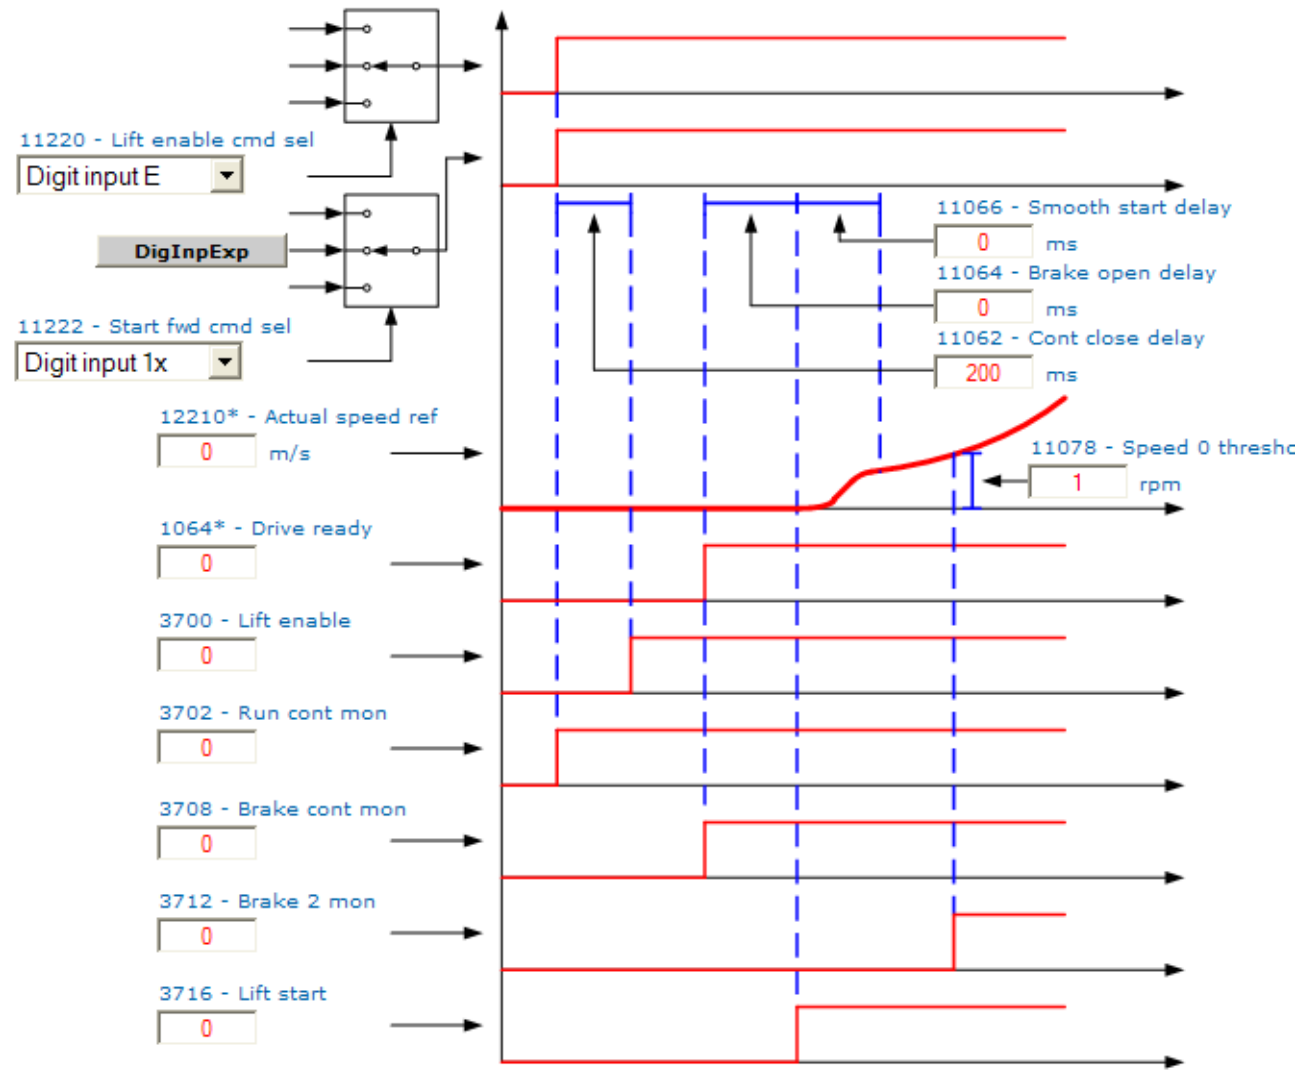 11220 - Lift enable cmd sel
Digit input E
DigInpExp
11222 - Start fwd cmd sel
Digit input 1x
11066 - Smooth start delay
0 ms
11064 - Brake open delay
0 ms
11062 - Cont close delay
200 ms
12210* - Actual speed ref
0 m/s
11078 - Speed 0 thresho
1 rpm
1064* - Drive ready
0
3700 - Lift enable
0
3702 - Run cont mon
0
3708 - Brake cont mon
0
3712 - Brake 2 mon
0
3716 - Lift start
0